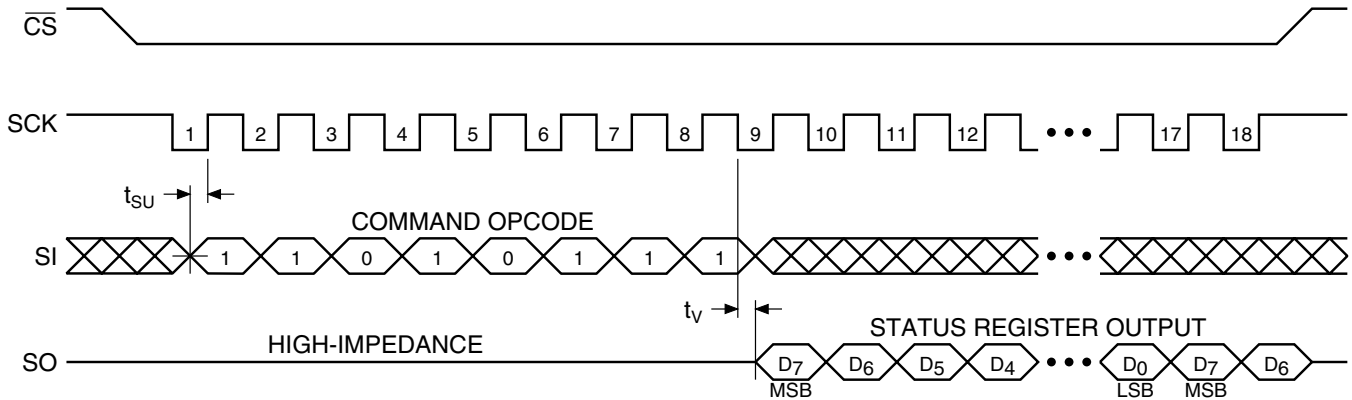 CS
SCK 1 2 3 4 5 6 7 8 9 10 11 12 17 18
tSU
COMMAND OPCODE
SI 1 1 0 1 0 1 1 1
tV
STATUS REGISTER OUTPUT
HIGH-IMPEDANCE
SO D7 D6 D5 D4 D0 D7 D6
MSB LSB MSB